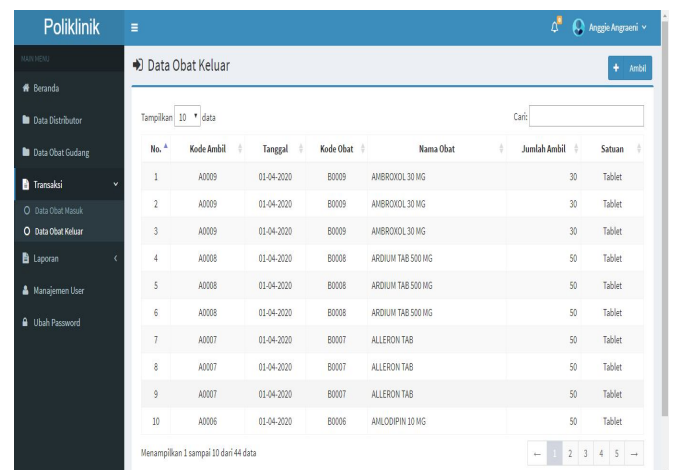 Poliklinik
Anggie Angraeni
MAIN MENU
Beranda
Data Distributor
Data Obat Gudang
Transaksi
Data Obat Masuk
Data Obat Keluar
Laporan
Manajemen User
Ubah Password
Data Obat Keluar
+ Ambil
Tampilkan 10 data
Cari:
No. Kode Ambil Tanggal Kode Obat Nama Obat Jumlah Ambil Satuan
1 A0009 01-04-2020 B0009 AMBROXOL 30 MG 30 Tablet
2 A0009 01-04-2020 B0009 AMBROXOL 30 MG 30 Tablet
3 A0009 01-04-2020 B0009 AMBROXOL 30 MG 30 Tablet
4 A0008 01-04-2020 B0008 ARDIUM TAB 500 MG 50 Tablet
5 A0008 01-04-2020 B0008 ARDIUM TAB 500 MG 50 Tablet
6 A0008 01-04-2020 B0008 ARDIUM TAB 500 MG 50 Tablet
7 A0007 01-04-2020 B0007 ALLERON TAB 50 Tablet
8 A0007 01-04-2020 B0007 ALLERON TAB 50 Tablet
9 A0007 01-04-2020 B0007 ALLERON TAB 50 Tablet
10 A0006 01-04-2020 B0006 AMLODIPIN 10 MG 50 Tablet
Menampilkan 1 sampai 10 dari 44 data
← 1 2 3 4 5 →